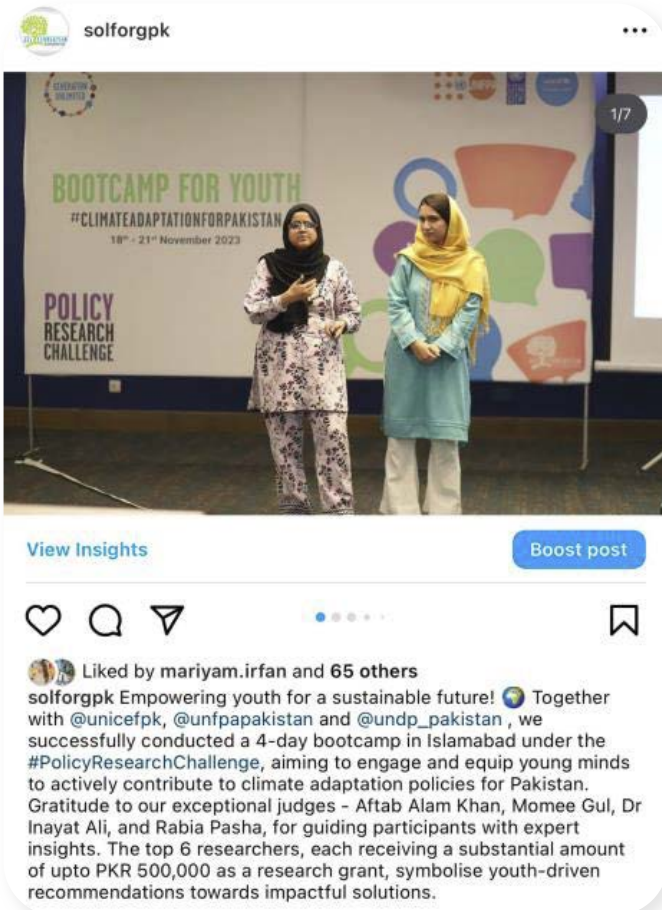 solforgpk
GENERATION
UNLIMITED
UNFPA
unicef
1/7
BOOTCAMP FOR YOUTH
#CLIMATEADAPTATIONFORPAKISTAN
18th - 21st November 2023
POLICY
RESEARCH
CHALLENGE
View Insights
Boost post
Liked by mariyam.irfan and 65 others
solforgpk Empowering youth for a sustainable future! 🌍 Together
with @unicefpk, @unfpapakistan and @undp_pakistan , we
successfully conducted a 4-day bootcamp in Islamabad under the
#PolicyResearchChallenge, aiming to engage and equip young minds
to actively contribute to climate adaptation policies for Pakistan.
Gratitude to our exceptional judges - Aftab Alam Khan, Momee Gul, Dr
Inayat Ali, and Rabia Pasha, for guiding participants with expert
insights. The top 6 researchers, each receiving a substantial amount
of upto PKR 500,000 as a research grant, symbolise youth-driven
recommendations towards impactful solutions.